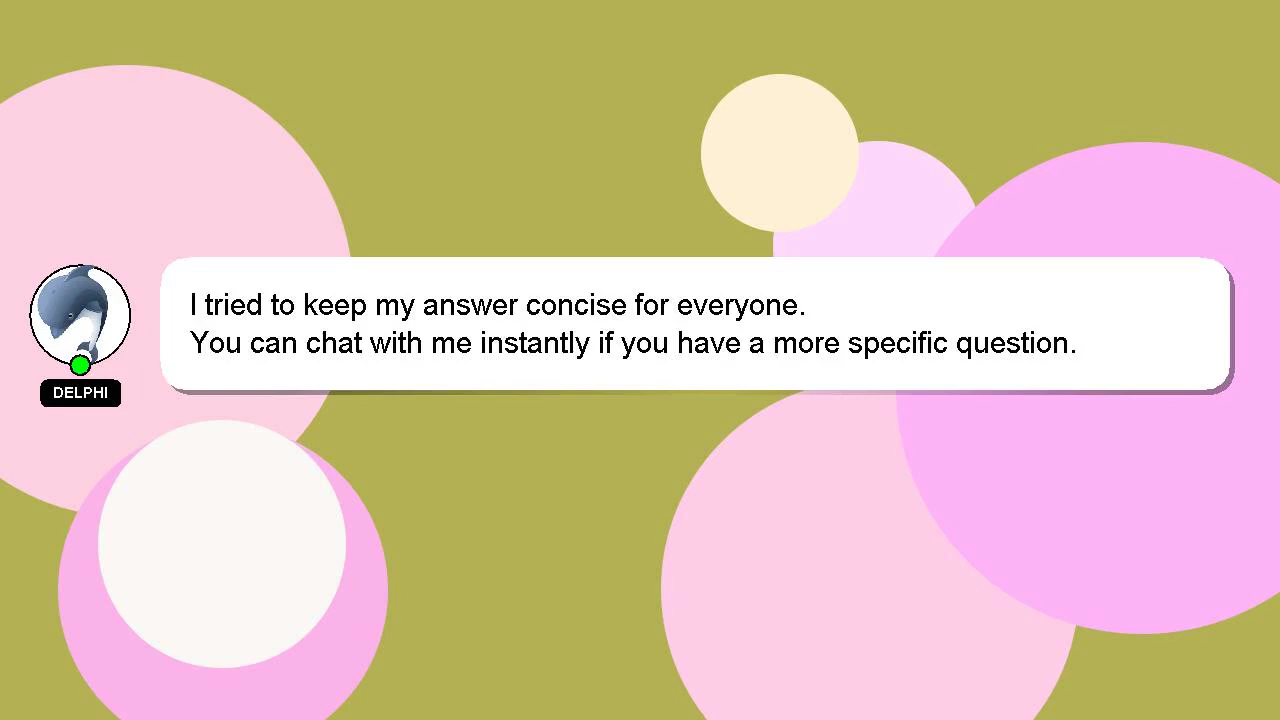 I tried to keep my answer concise for everyone.
You can chat with me instantly if you have a more specific question.
DELPHI